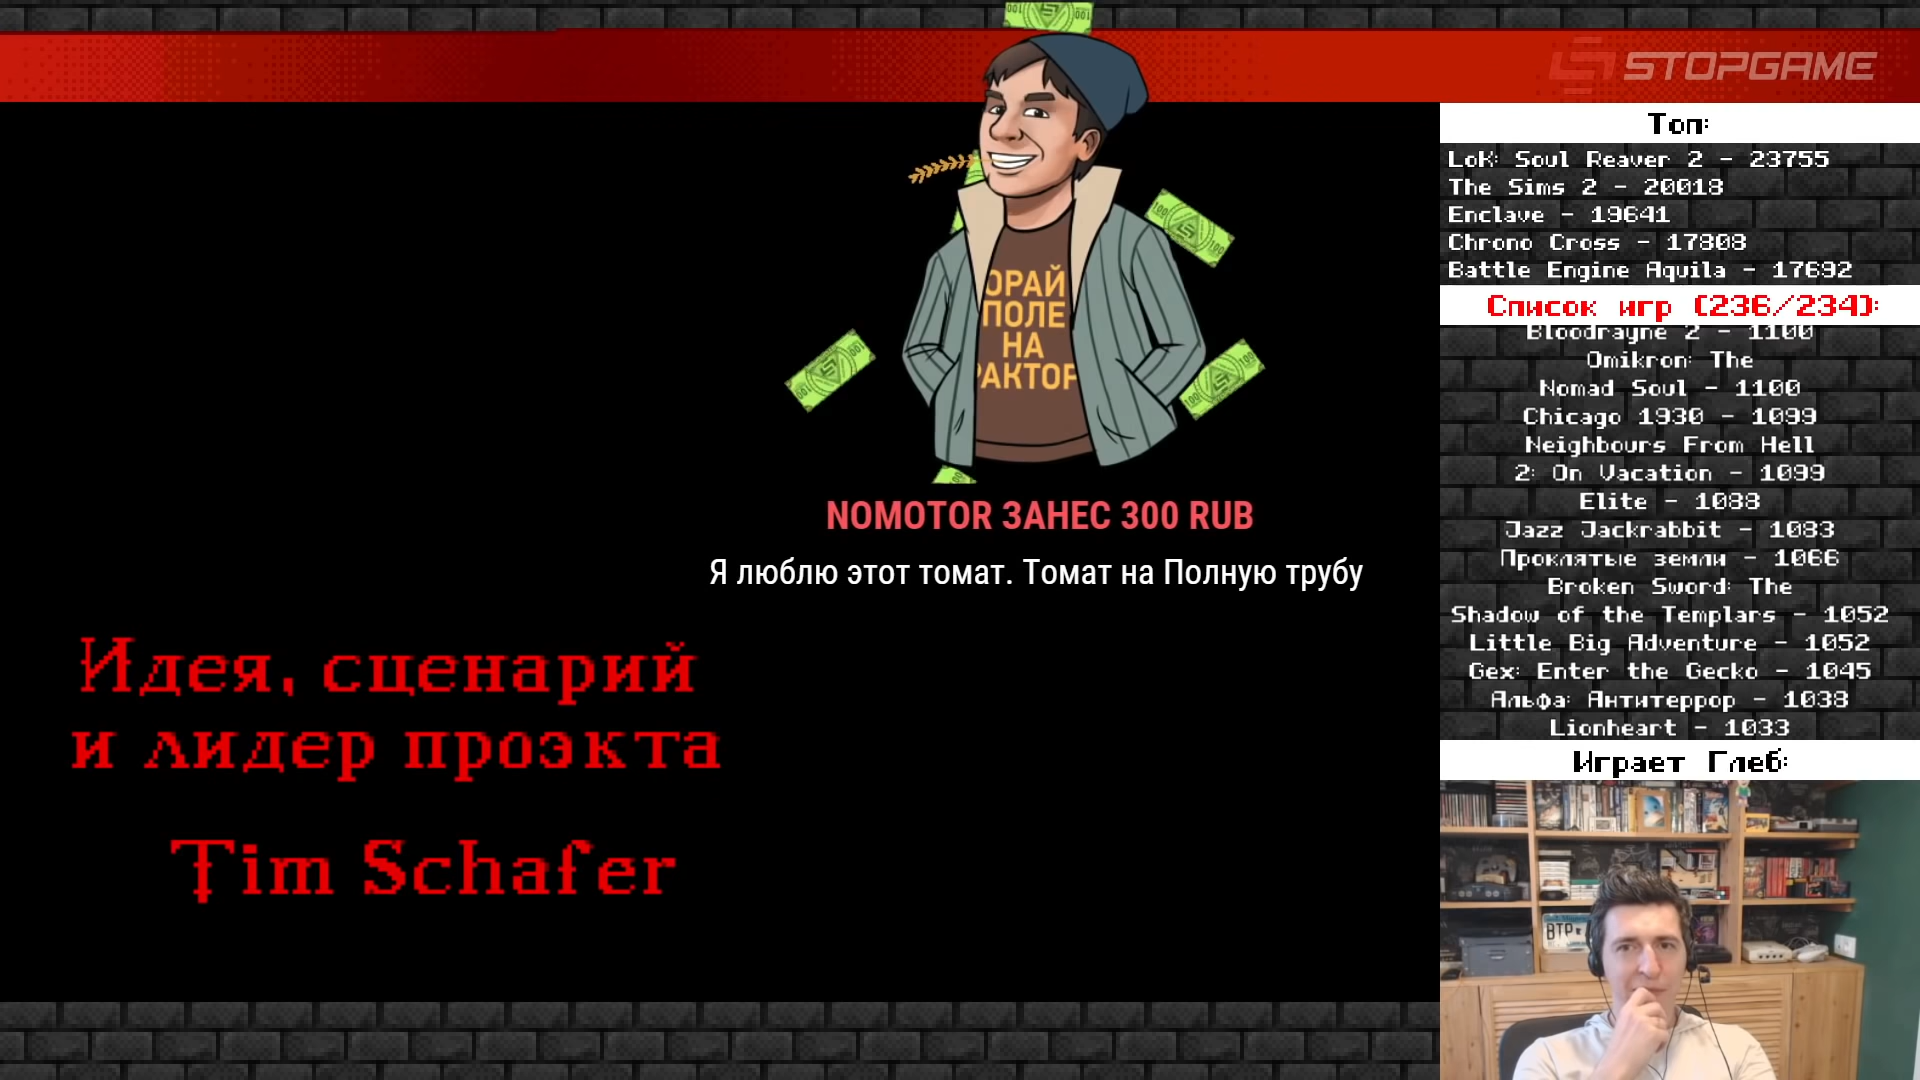 STOPGAME
ОРАЙ
ПОЛЕ
НА
РАКТОР
NOMOTOR ЗАНЕС 300 RUB
Я люблю этот томат. Томат на Полную трубу
Идея, сценарий
и лидер проэкта
Tim Schafer
Топ:
LoK: Soul Reaver 2 - 23755
The Sims 2 - 20018
Enclave - 19641
Chrono Cross - 17808
Battle Engine Aquila - 17692
Список игр (236/234):
Bloodrayne 2 - 1100
Omikron: The
Nomad Soul - 1100
Chicago 1930 - 1099
Neighbours From Hell
2: On Vacation - 1099
Elite - 1088
Jazz Jackrabbit - 1083
Проклятые земли - 1066
Broken Sword: The
Shadow of the Templars - 1052
Little Big Adventure - 1052
Gex: Enter the Gecko - 1045
Альфа: Антитеррор - 1038
Lionheart - 1033
Играет Глеб:
BTP